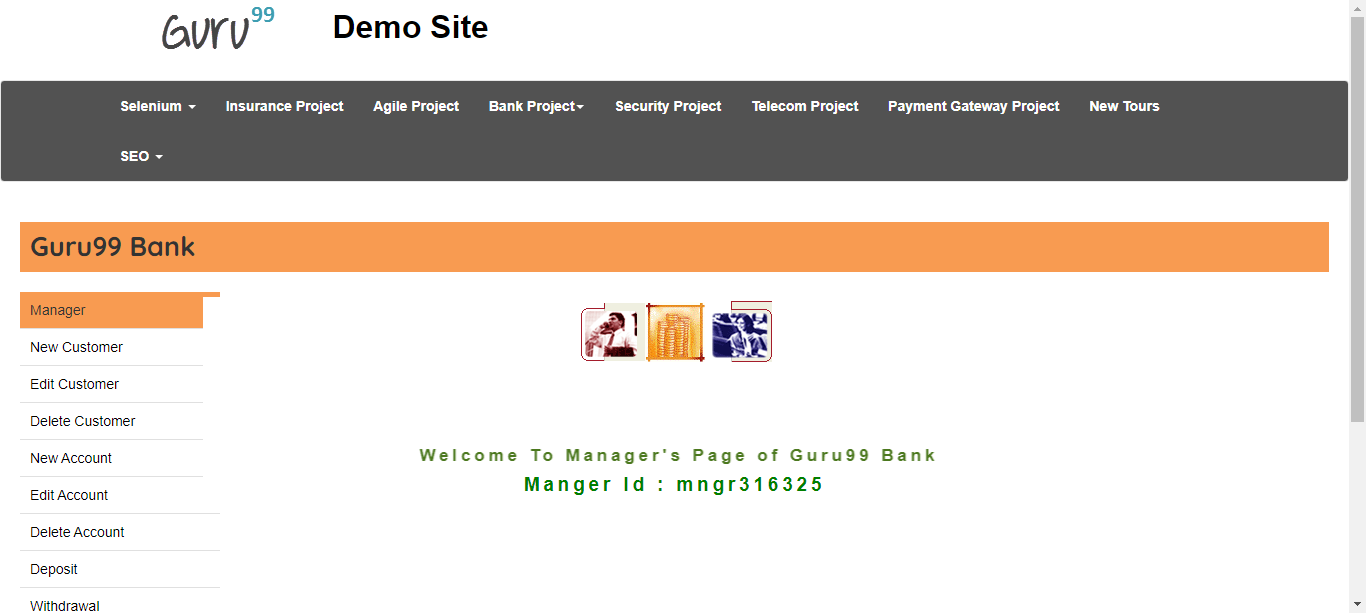 Guru99 Demo Site
Selenium Insurance Project Agile Project Bank Project Security Project Telecom Project Payment Gateway Project New Tours
SEO
Guru99 Bank
Manager
New Customer
Edit Customer
Delete Customer
New Account
Edit Account
Delete Account
Deposit
Withdrawal
Welcome To Manager's Page of Guru99 Bank
Manger Id : mngr316325